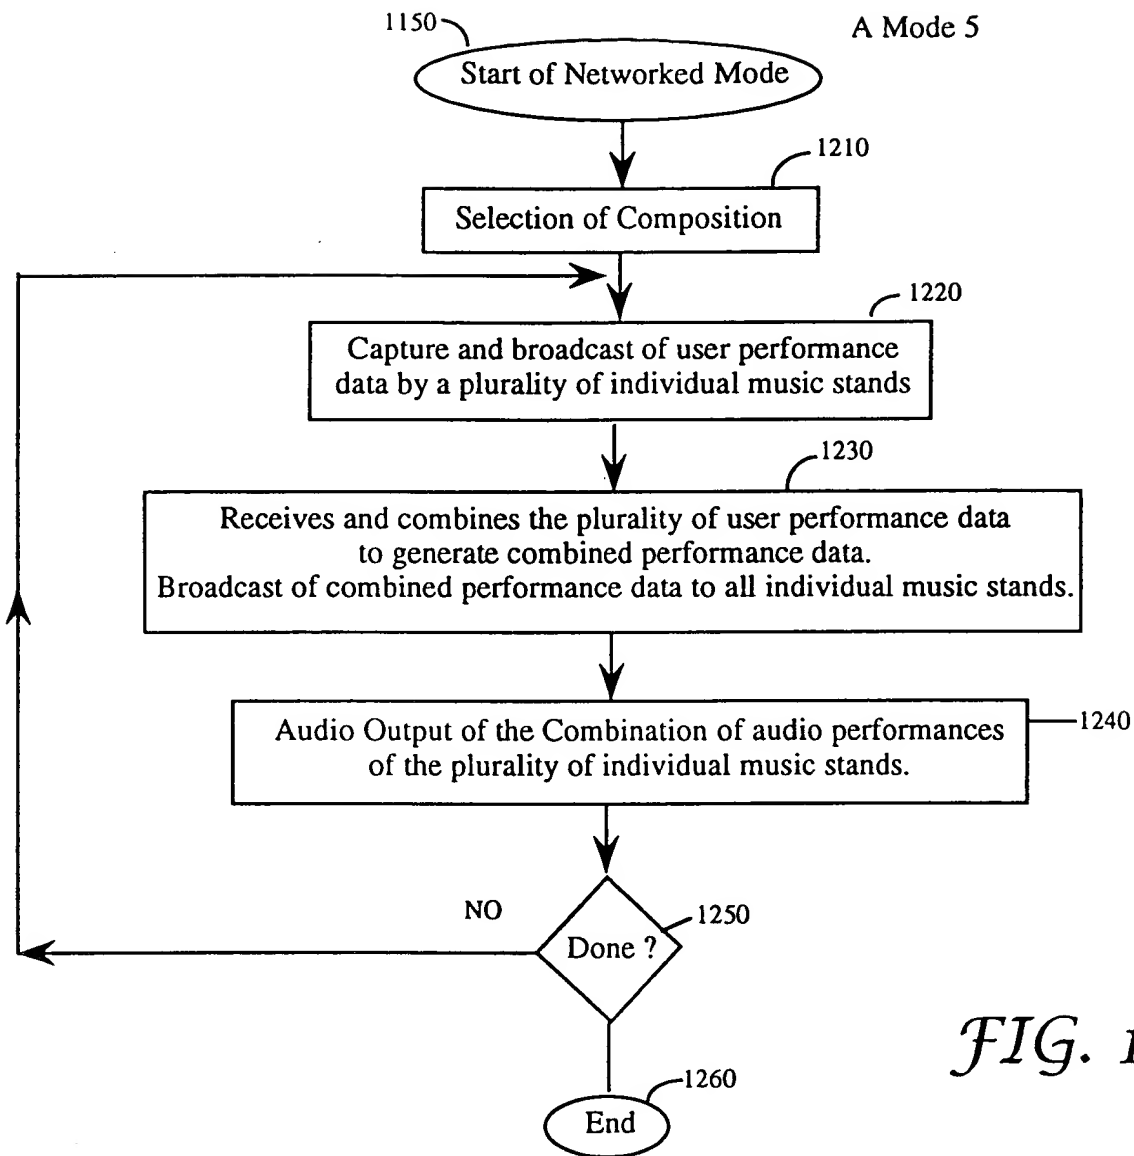 1150
A Mode 5
Start of Networked Mode
1210
Selection of Composition
1220
Capture and broadcast of user performance
data by a plurality of individual music stands
1230
Receives and combines the plurality of user performance data
to generate combined performance data.
Broadcast of combined performance data to all individual music stands.
Audio Output of the Combination of audio performances
of the plurality of individual music stands.
1240
NO
1250
Done ?
FIG.
1260
End